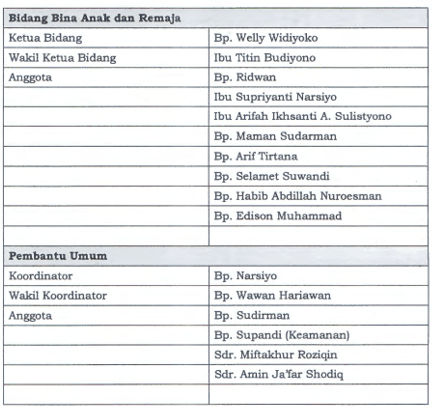 Bidang Bina Anak dan Remaja
Ketua Bidang Bp. Welly Widiyoko
Wakil Ketua Bidang Ibu Titin Budiyono
Anggota Bp. Ridwan
Ibu Supriyanti Narsiyo
Ibu Arifah Ikhsanti A. Sulistyono
Bp. Maman Sudarman
Bp. Arif Tirtana
Bp. Selamet Suwandi
Bp. Habib Abdillah Nuroesman
Bp. Edison Muhammad
Pembantu Umum
Koordinator Bp. Narsiyo
Wakil Koordinator Bp. Wawan Hariawan
Anggota Bp. Sudirman
Bp. Supandi (Keamanan)
Sdr. Miftakhur Roziqin
Sdr. Amin Ja'far Shodiq